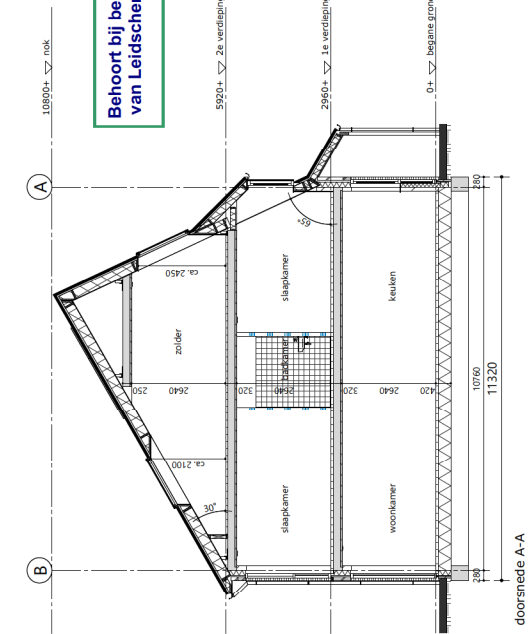 10800+ nok
5920+ 2e verdieping
2960+ 1e verdieping
0+ begane grond
Behoort bij be
van Leidscher
A
B
ca. 2450
zolder
250
2640
ca. 2100
30°
slaapkamer
badkamer
slaapkamer
65°
320
2640
keuken
woonkamer
320
2640
420
280
10760
280
11320
doorsnede A-A